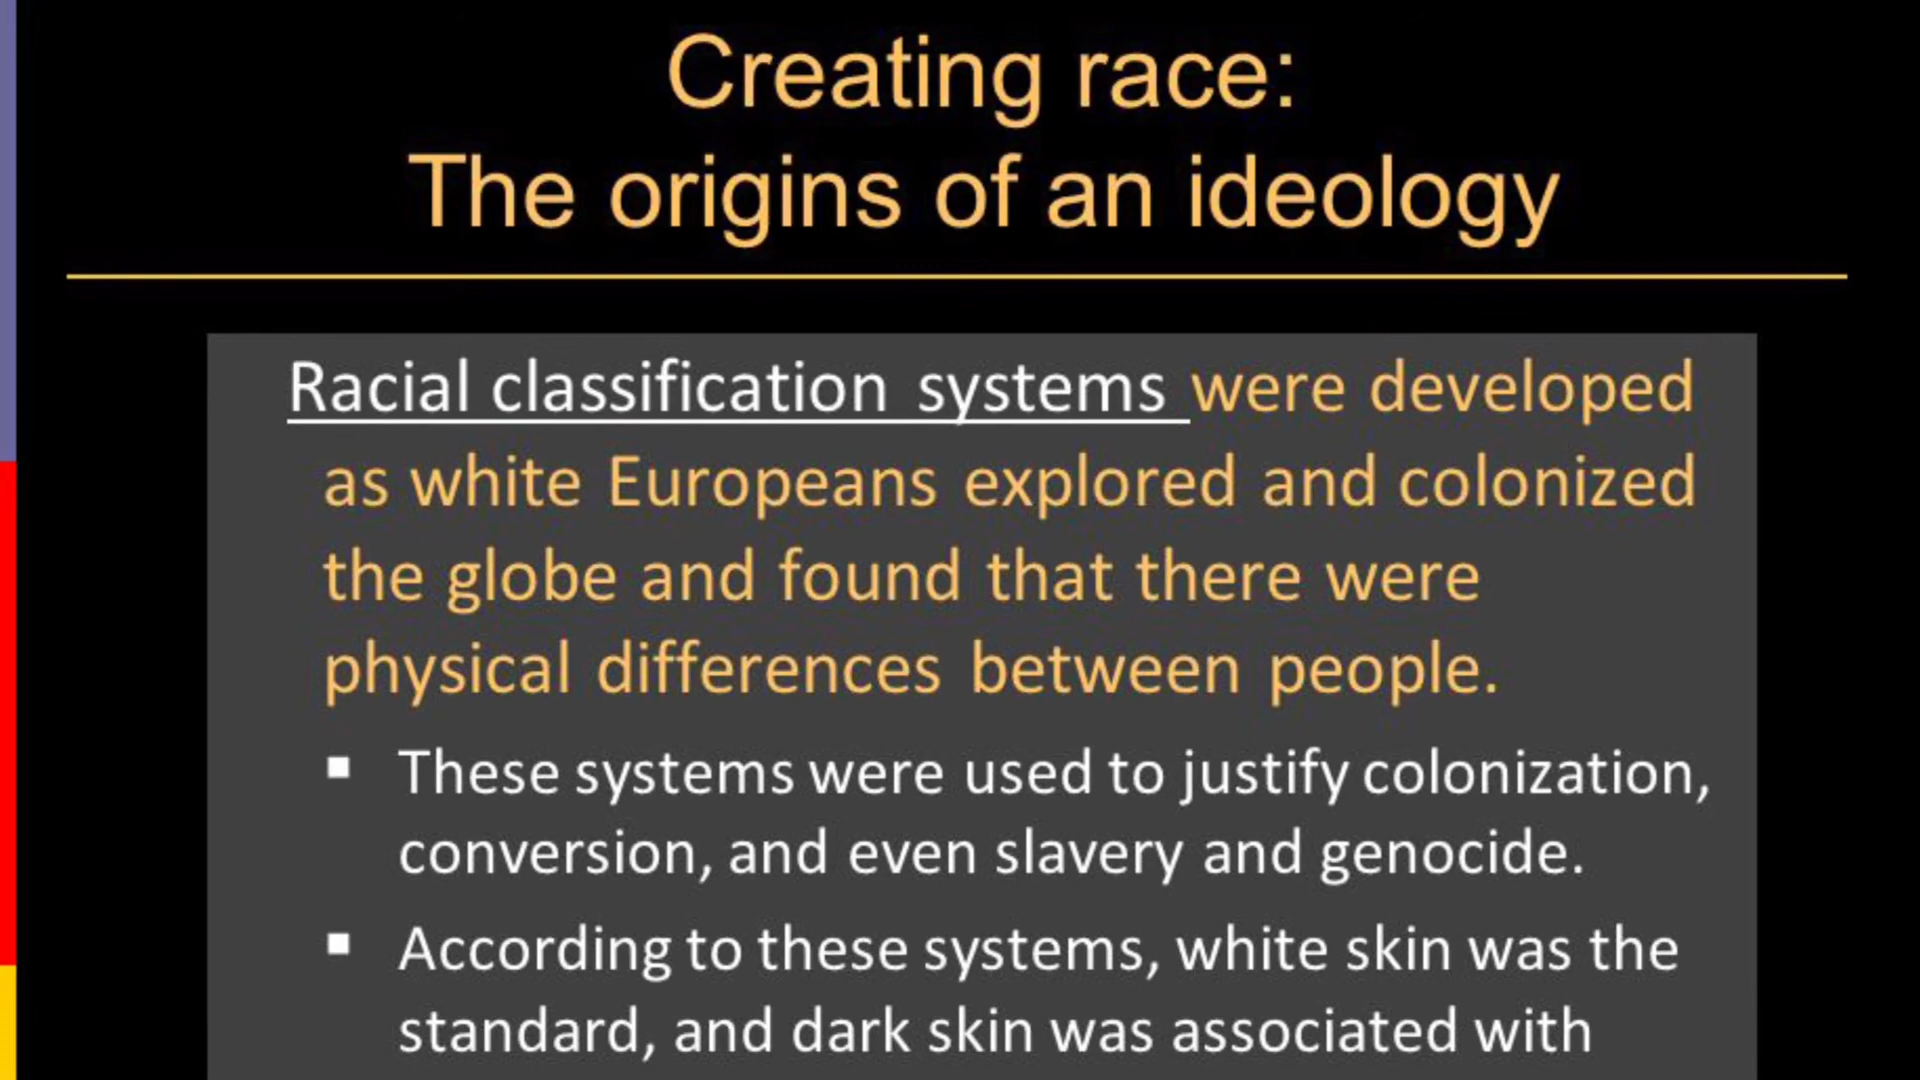 Creating race:
The origins of an ideology
Racial classification systems were developed
as white Europeans explored and colonized
the globe and found that there were
physical differences between people.
▪ These systems were used to justify colonization,
conversion, and even slavery and genocide.
▪ According to these systems, white skin was the
standard, and dark skin was associated with